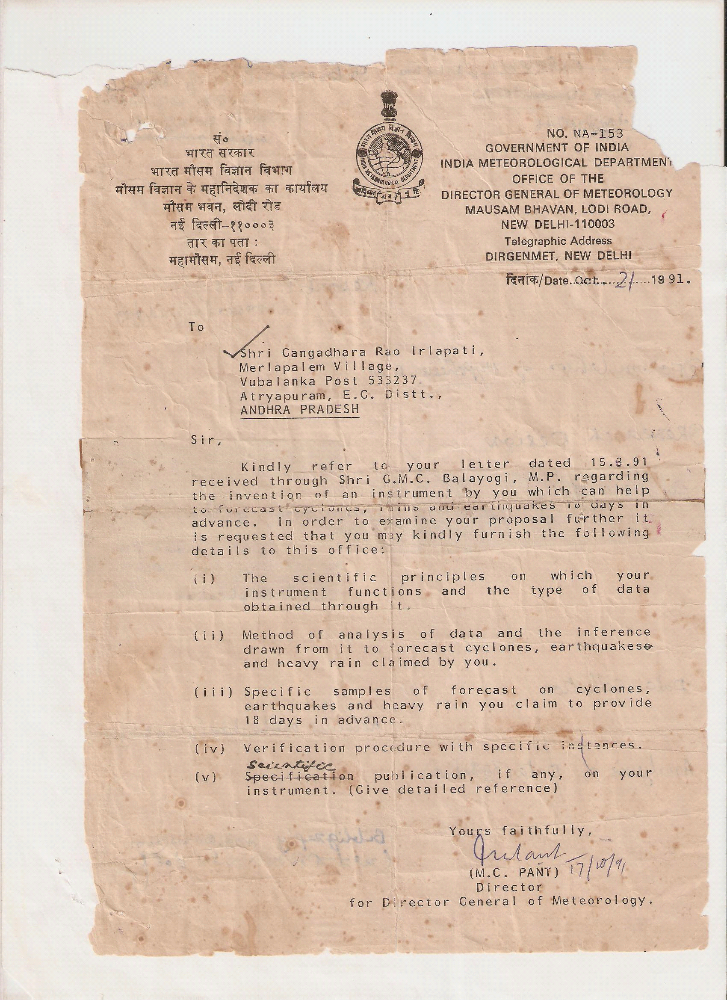 सं०
भारत सरकार
भारत मौसम विज्ञान विभाग
मौसम विज्ञान के महानिदेशक का कार्यालय
मौसम भवन, लोदी रोड
नई दिल्ली-११०००३
तार का पता :
महामौसम, नई दिल्ली
भारत मौसम विज्ञान विभाग
INDIA METEOROLOGICAL DEPARTMENT
NO. NA-153
GOVERNMENT OF INDIA
INDIA METEOROLOGICAL DEPARTMENT
OFFICE OF THE
DIRECTOR GENERAL OF METEOROLOGY
MAUSAM BHAVAN, LODI ROAD,
NEW DELHI-110003
Telegraphic Address
DIRGENMET, NEW DELHI
दिनांक/Date..Oct.....21.....1991.
To
Shri Gangadhara Rao Irlapati,
Merlapalem Village,
Vubalanka Post 533237
Atryapuram, E.G. Distt.,
ANDHRA PRADESH
Sir,
Kindly refer to your letter dated 15.8.91
received through Shri G.M.C. Balayogi, M.P. regarding
the invention of an instrument by you which can help
to forecast cyclones, rains and earthquakes 18 days in
advance. In order to examine your proposal further it
is requested that you may kindly furnish the following
details to this office:
(i) The scientific principles on which your
instrument functions and the type of data
obtained through it.
(ii) Method of analysis of data and the inference
drawn from it to forecast cyclones, earthquakes
and heavy rain claimed by you.
(iii) Specific samples of forecast on cyclones,
earthquakes and heavy rain you claim to provide
18 days in advance.
(iv) Verification procedure with specific instances.
Scientific
(v) Specification publication, if any, on your
instrument. (Give detailed reference)
Yours faithfully,
(M.C. PANT) 17/10/91
Director
for Director General of Meteorology.